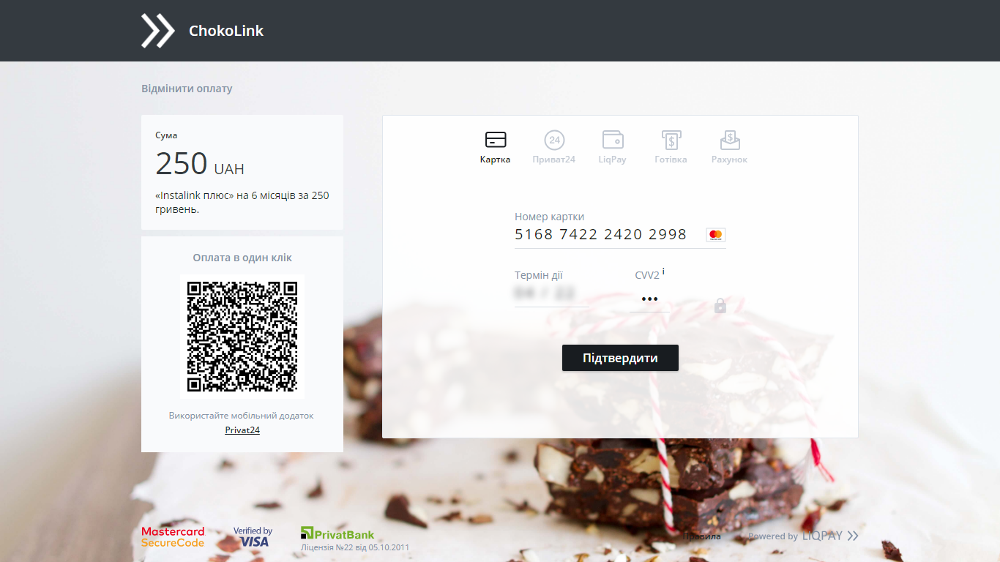 ChokoLink
Відмінити оплату
Сума
250 UAH
«Instalink плюс» на 6 місяців за 250
гривень.
Оплата в один клік
Використайте мобільний додаток
Privat24
Картка
24
Приват24
LiqPay
Готівка
Рахунок
Номер картки
5168 7422 2420 2998
Термін дії
CVV2 i
•••
Підтвердити
Mastercard
SecureCode
Verified by
VISA
PrivatBank
Ліцензія №22 від 05.10.2011
Правила
Powered by LIQPAY